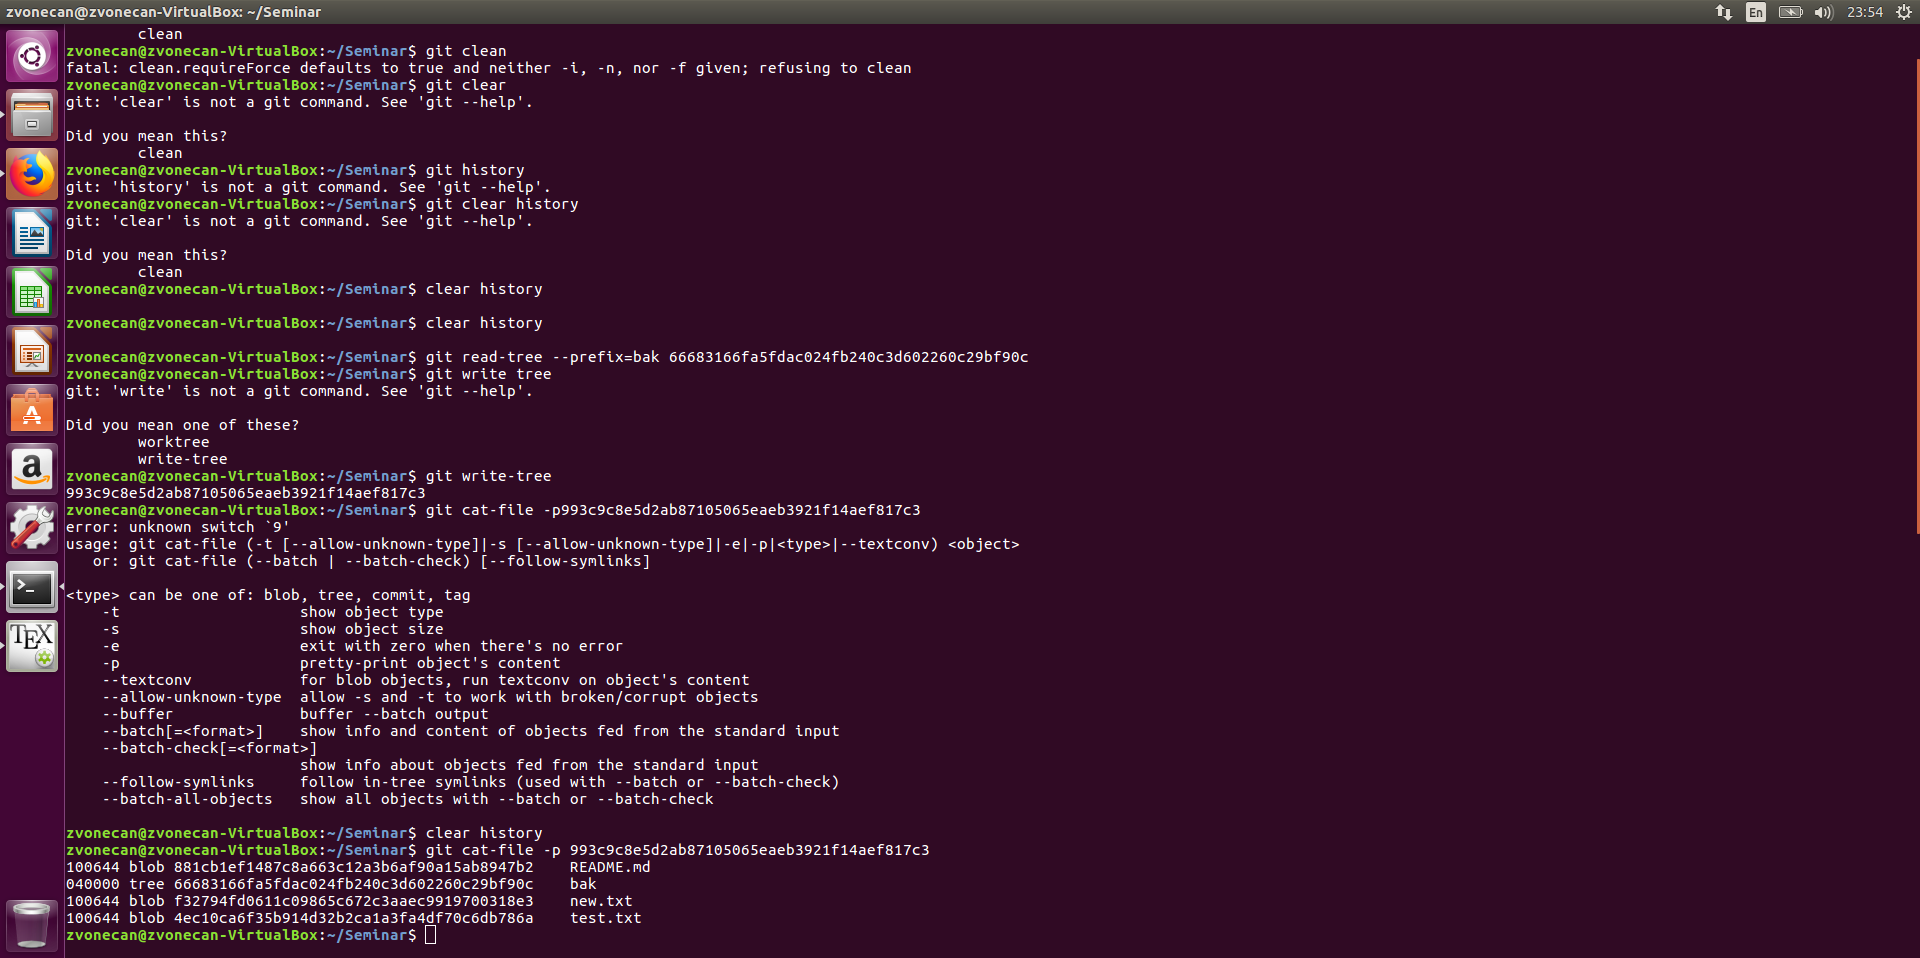 zvonecan@zvonecan-VirtualBox: ~/Seminar
En
23:54
clean
zvonecan@zvonecan-VirtualBox:~/Seminar$ git clean
fatal: clean.requireForce defaults to true and neither -i, -n, nor -f given; refusing to clean
zvonecan@zvonecan-VirtualBox:~/Seminar$ git clear
git: 'clear' is not a git command. See 'git --help'.
Did you mean this?
clean
zvonecan@zvonecan-VirtualBox:~/Seminar$ git history
git: 'history' is not a git command. See 'git --help'.
zvonecan@zvonecan-VirtualBox:~/Seminar$ git clear history
git: 'clear' is not a git command. See 'git --help'.
Did you mean this?
clean
zvonecan@zvonecan-VirtualBox:~/Seminar$ clear history
zvonecan@zvonecan-VirtualBox:~/Seminar$ clear history
zvonecan@zvonecan-VirtualBox:~/Seminar$ git read-tree --prefix=bak 66683166fa5fdac024fb240c3d602260c29bf90c
zvonecan@zvonecan-VirtualBox:~/Seminar$ git write tree
git: 'write' is not a git command. See 'git --help'.
Did you mean one of these?
worktree
write-tree
zvonecan@zvonecan-VirtualBox:~/Seminar$ git write-tree
993c9c8e5d2ab87105065eaeb3921f14aef817c3
zvonecan@zvonecan-VirtualBox:~/Seminar$ git cat-file -p993c9c8e5d2ab87105065eaeb3921f14aef817c3
error: unknown switch `9'
usage: git cat-file (-t [--allow-unknown-type]|-s [--allow-unknown-type]|-e|-p|<type>|--textconv) <object>
or: git cat-file (--batch | --batch-check) [--follow-symlinks]
<type> can be one of: blob, tree, commit, tag
-t show object type
-s show object size
-e exit with zero when there's no error
-p pretty-print object's content
--textconv for blob objects, run textconv on object's content
--allow-unknown-type allow -s and -t to work with broken/corrupt objects
--buffer buffer --batch output
--batch[=<format>] show info and content of objects fed from the standard input
--batch-check[=<format>]
show info about objects fed from the standard input
--follow-symlinks follow in-tree symlinks (used with --batch or --batch-check)
--batch-all-objects show all objects with --batch or --batch-check
zvonecan@zvonecan-VirtualBox:~/Seminar$ clear history
zvonecan@zvonecan-VirtualBox:~/Seminar$ git cat-file -p 993c9c8e5d2ab87105065eaeb3921f14aef817c3
100644 blob 881cb1ef1487c8a663c12a3b6af90a15ab8947b2 README.md
040000 tree 66683166fa5fdac024fb240c3d602260c29bf90c bak
100644 blob f32794fd0611c09865c672c3aaec9919700318e3 new.txt
100644 blob 4ec10ca6f35b914d32b2ca1a3fa4df70c6db786a test.txt
zvonecan@zvonecan-VirtualBox:~/Seminar$
TEX